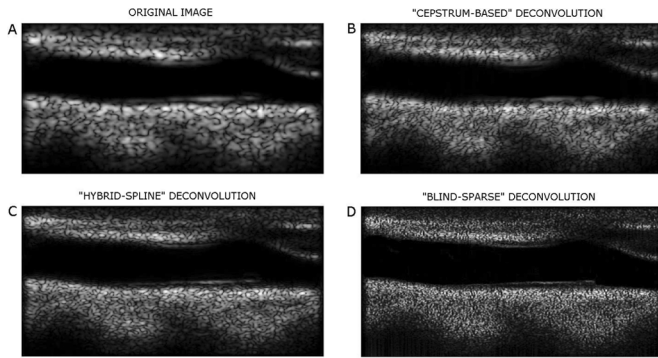 ORIGINAL IMAGE
A
"CEPSTRUM-BASED" DECONVOLUTION
B
"HYBRID-SPLINE" DECONVOLUTION
C
"BLIND-SPARSE" DECONVOLUTION
D